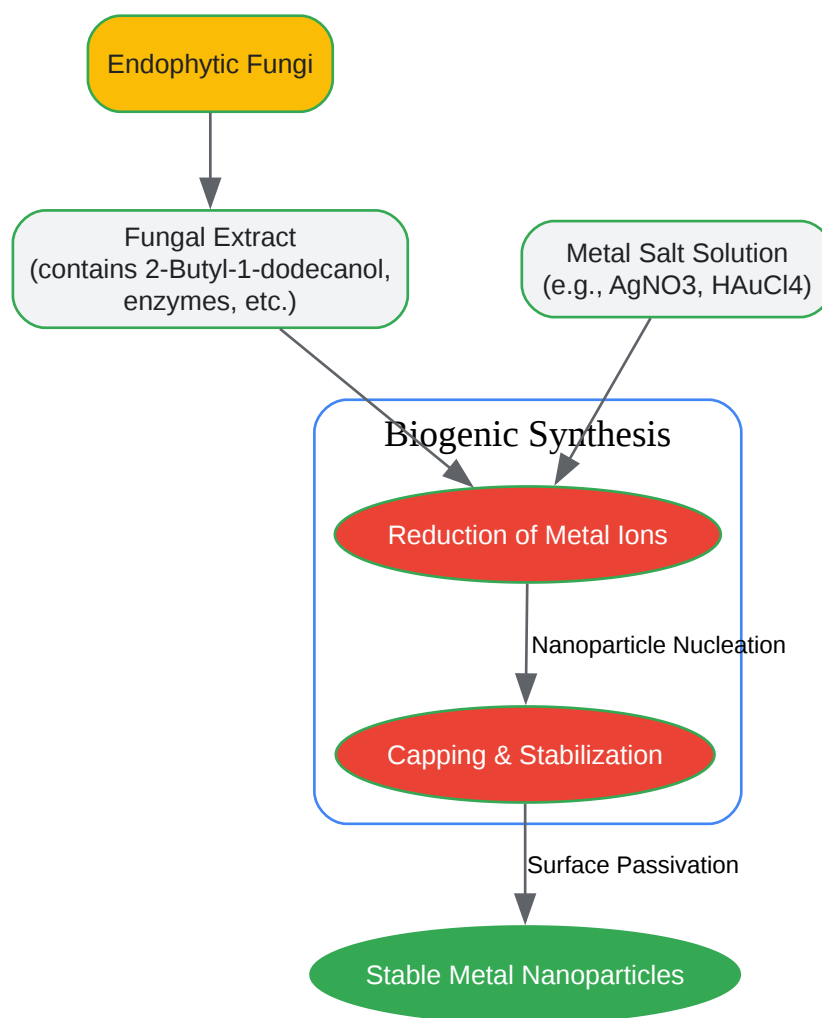 Endophytic Fungi
Fungal Extract
(contains 2-Butyl-1-dodecanol,
enzymes, etc.)
Metal Salt Solution
(e.g., AgNO3, HAuCl4)
Biogenic Synthesis
Reduction of Metal Ions
Nanoparticle Nucleation
Capping & Stabilization
Surface Passivation
Stable Metal Nanoparticles